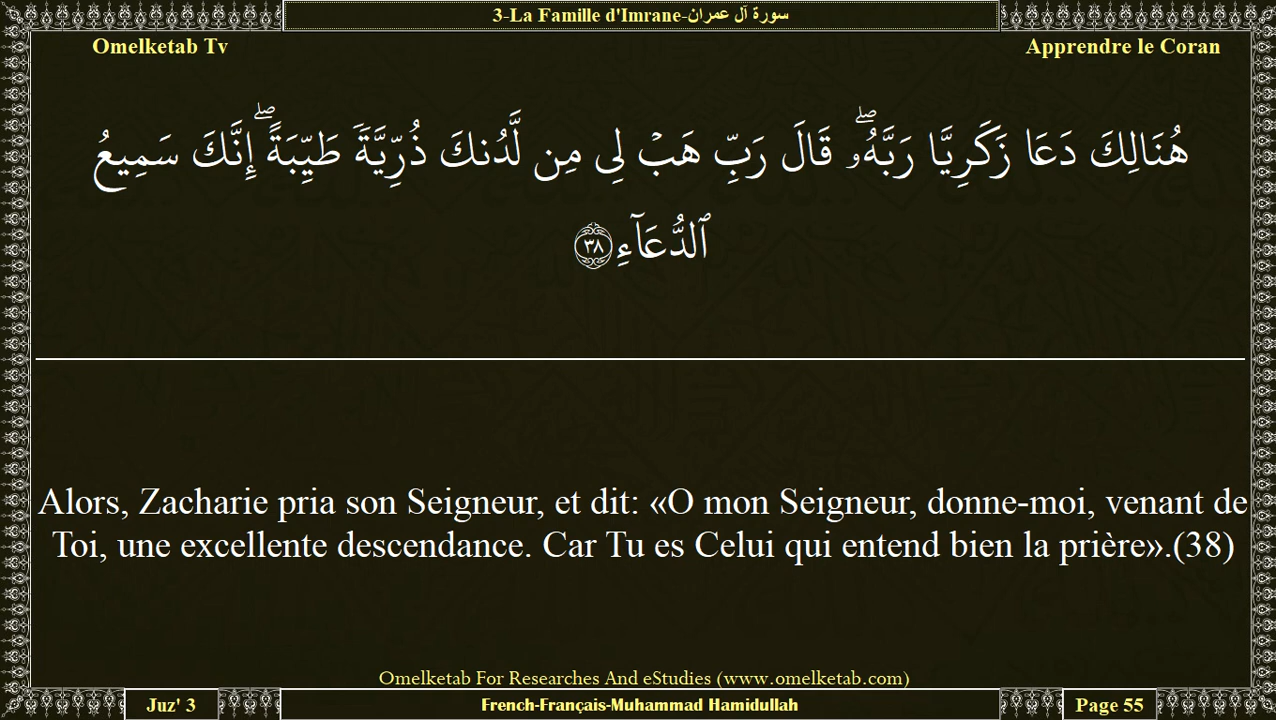 3-La Famille d'Imrane-سورة آل عمران
Omelketab Tv
Apprendre le Coran
هُنَالِكَ دَعَا زَكَرِيَّا رَبَّهُۥۖ قَالَ رَبِّ هَبۡ لِي مِن لَّدُنكَ ذُرِّيَّةٗ طَيِّبَةًۖ إِنَّكَ سَمِيعُ
ٱلدُّعَآءِ ٣٨
Alors, Zacharie pria son Seigneur, et dit: «O mon Seigneur, donne-moi, venant de
Toi, une excellente descendance. Car Tu es Celui qui entend bien la prière».(38)
Omelketab For Researches And eStudies (www.omelketab.com)
Juz' 3
French-Français-Muhammad Hamidullah
Page 55